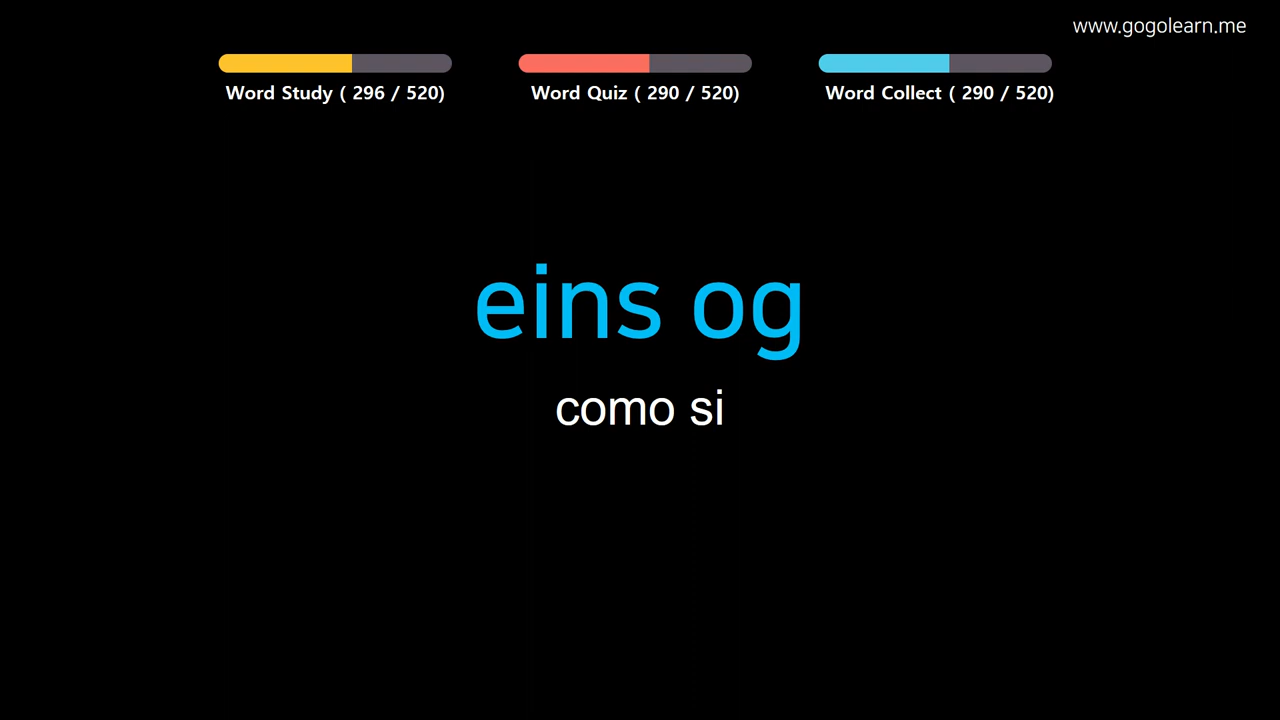 www.gogolearn.me
Word Study ( 296 / 520)
Word Quiz ( 290 / 520)
Word Collect ( 290 / 520)
eins og
como si